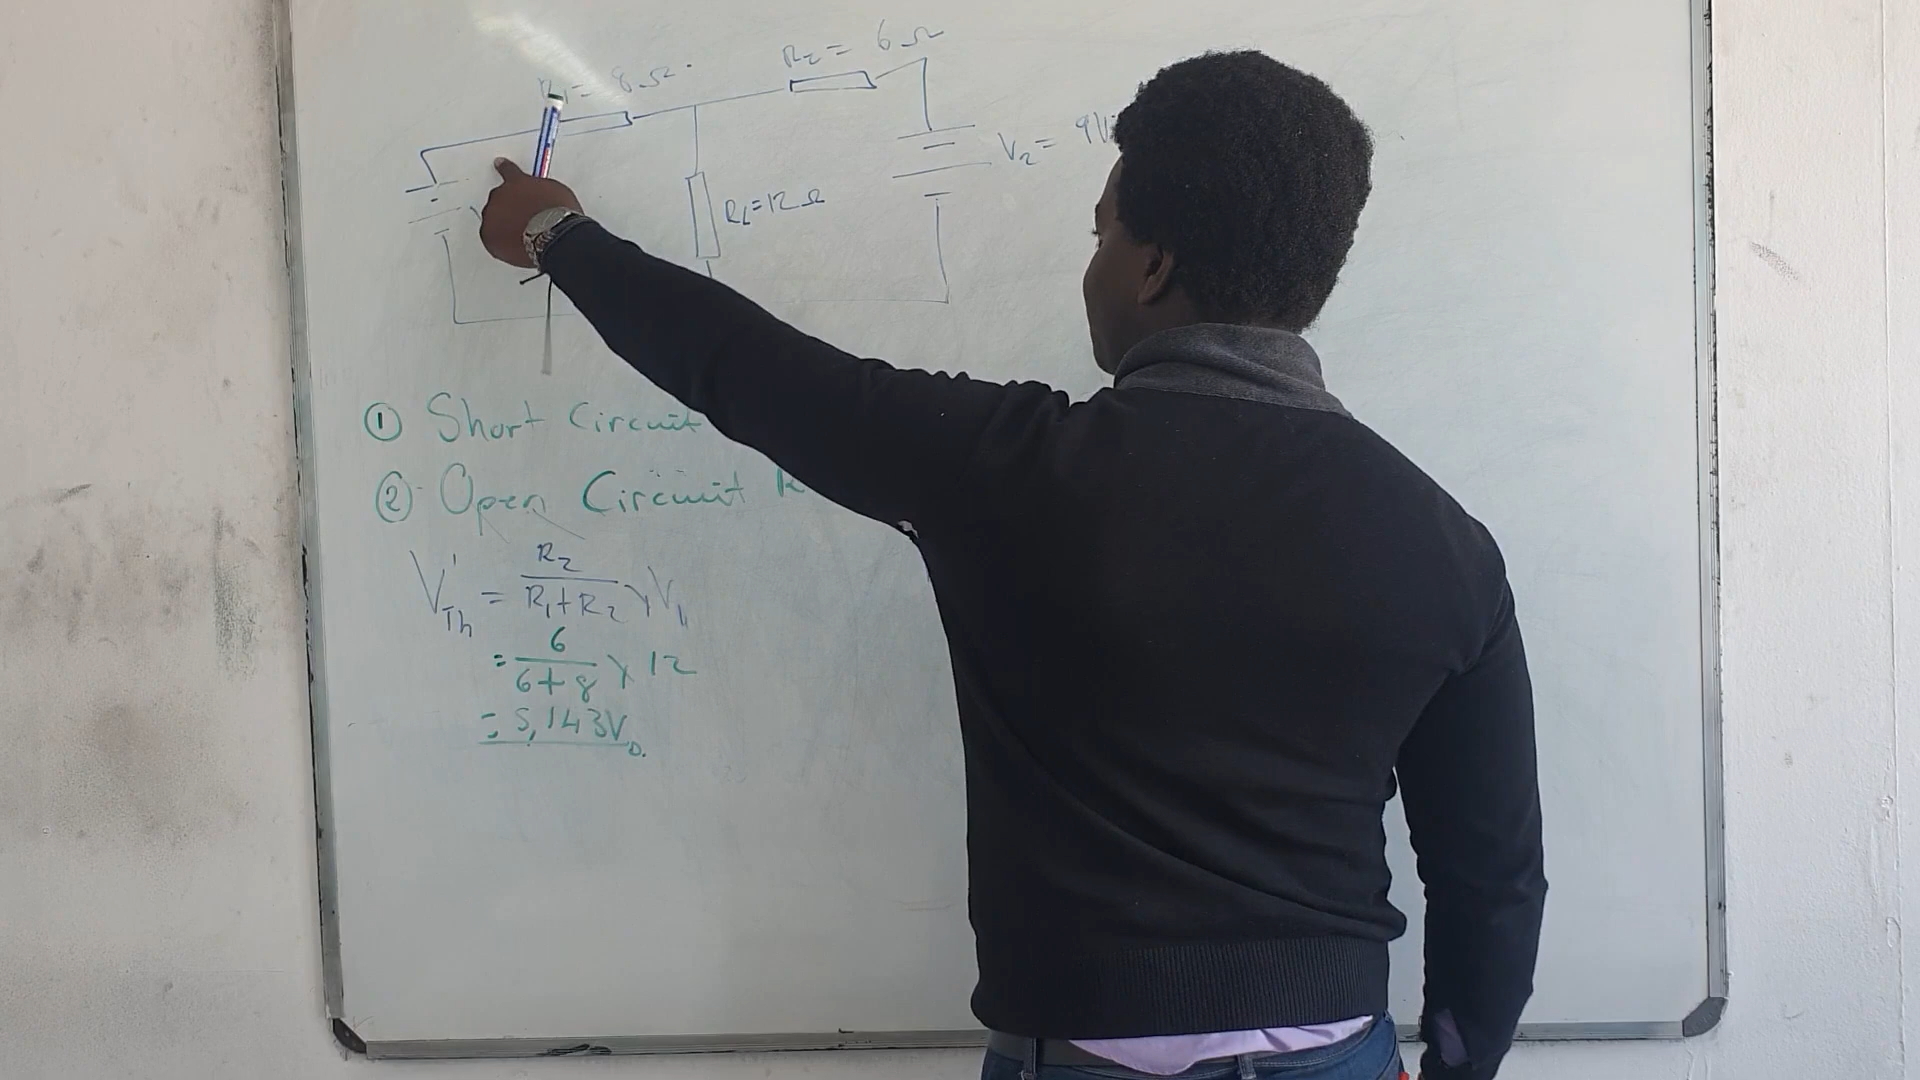 R1 = 8Ω
R2 = 6Ω
V2 = 9V
RL=12Ω
① Short Circuit
② Open Circuit R
V'Th = R2/(R1+R2) × V1
= 6/(6+8) × 12
= 5,143V